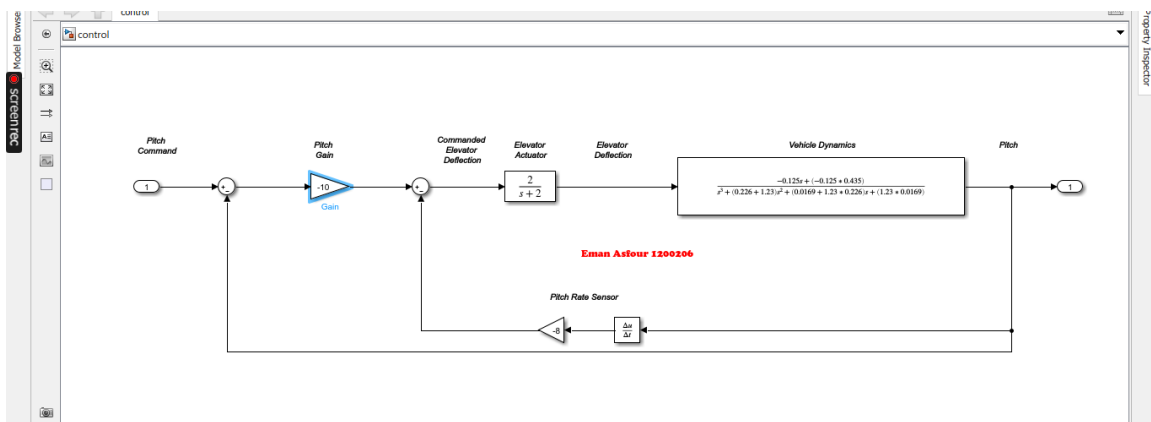 control
control
Model Browse
screenrec
Property Inspector
Pitch
Command
Pitch
Gain
Commanded
Elevator
Deflection
Elevator
Actuator
Elevator
Deflection
Vehicle Dynamics
Pitch
1
+_
-10
Gain
+_
2
s + 2
−0.125s + (−0.125 * 0.435)
s³ + (0.226 + 1.23)s² + (0.0169 + 1.23 * 0.226)s + (1.23 * 0.0169)
1
Eman Asfour 1200206
Pitch Rate Sensor
-8
Δu
Δt